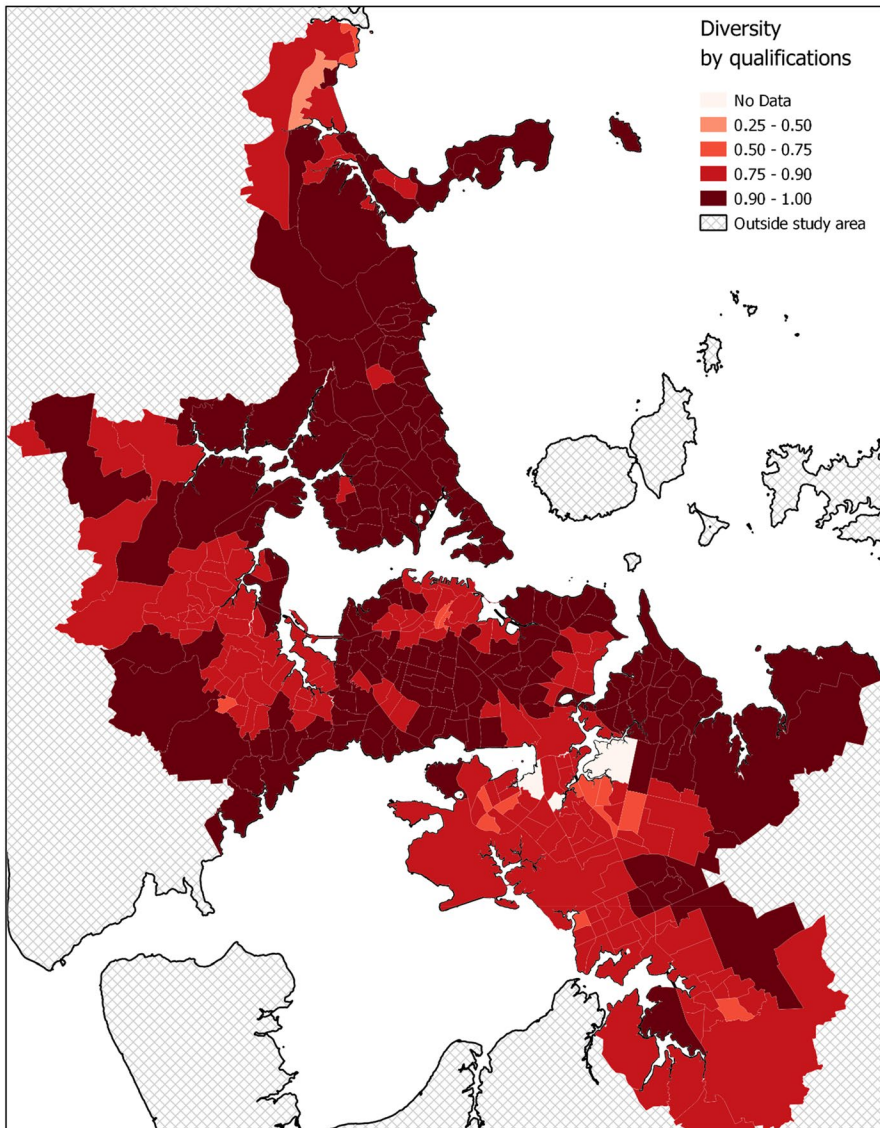 Diversity
by qualifications
No Data
0.25 - 0.50
0.50 - 0.75
0.75 - 0.90
0.90 - 1.00
Outside study area